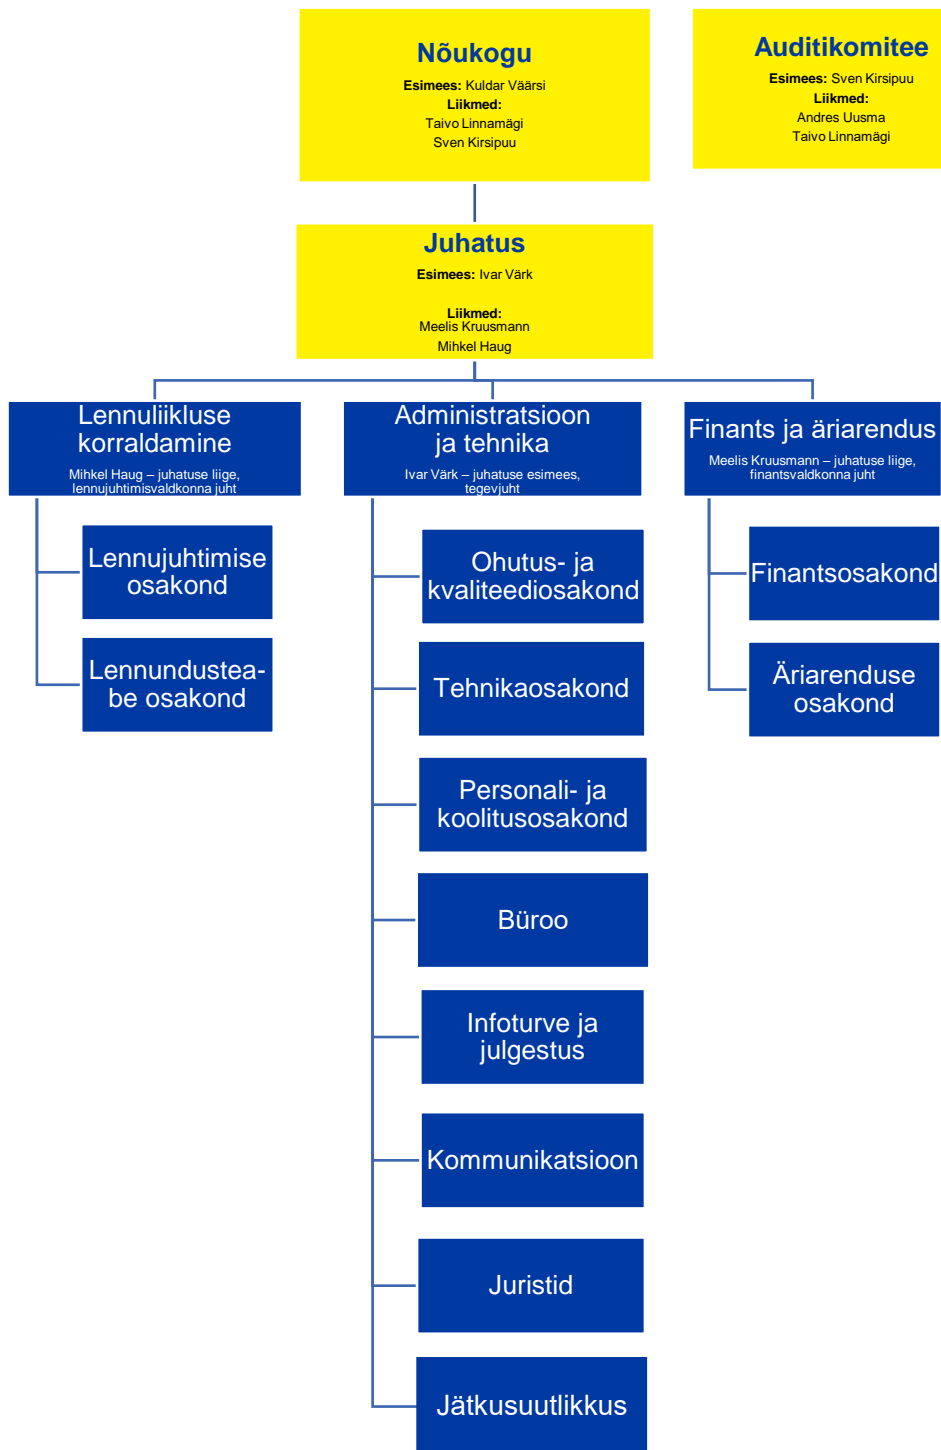 Nõukogu
Esimees: Kuldar Väärsi
Liikmed:
Taivo Linnamägi
Sven Kirsipuu
Auditikomitee
Esimees: Sven Kirsipuu
Liikmed:
Andres Uusma
Taivo Linnamägi
Juhatus
Esimees: Ivar Värk
Liikmed:
Meelis Kruusmann
Mihkel Haug
Lennuliikluse
korraldamine
Mihkel Haug – juhatuse liige,
lennujuhtimisvaldkonna juht
Lennujuhtimise
osakond
Lennundustea-
be osakond
Administratsioon
ja tehnika
Ivar Värk – juhatuse esimees,
tegevjuht
Ohutus- ja
kvaliteediosakond
Tehnikaosakond
Personali- ja
koolitusosakond
Büroo
Infoturve ja
julgestus
Kommunikatsioon
Juristid
Jätkusuutlikkus
Finants ja äriarendus
Meelis Kruusmann – juhatuse liige,
finantsvaldkonna juht
Finantsosakond
Äriarenduse
osakond